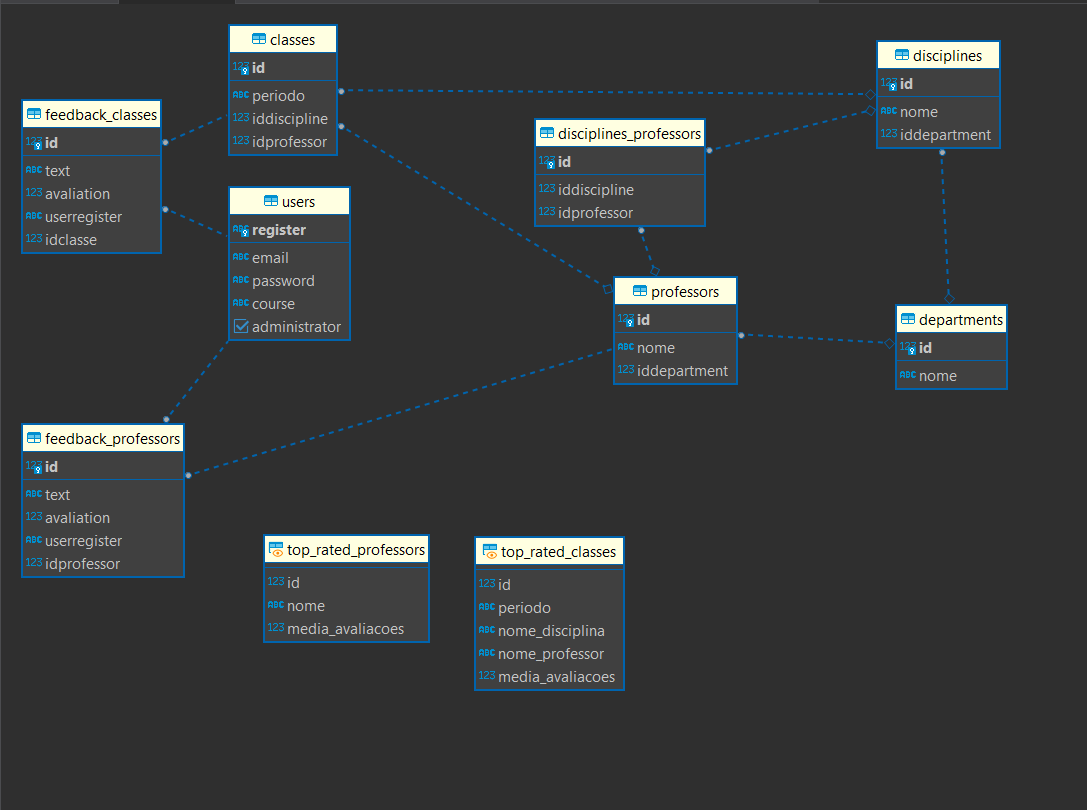 classes
123 id
ABC periodo
123 iddiscipline
123 idprofessor
disciplines
123 id
ABC nome
123 iddepartment
feedback_classes
123 id
ABC text
123 avaliation
ABC userregister
123 idclasse
disciplines_professors
123 id
123 iddiscipline
123 idprofessor
users
ABC register
ABC email
ABC password
ABC course
administrator
professors
123 id
ABC nome
123 iddepartment
departments
123 id
ABC nome
feedback_professors
123 id
ABC text
123 avaliation
ABC userregister
123 idprofessor
top_rated_professors
123 id
ABC nome
123 media_avaliacoes
top_rated_classes
123 id
ABC periodo
ABC nome_disciplina
ABC nome_professor
123 media_avaliacoes